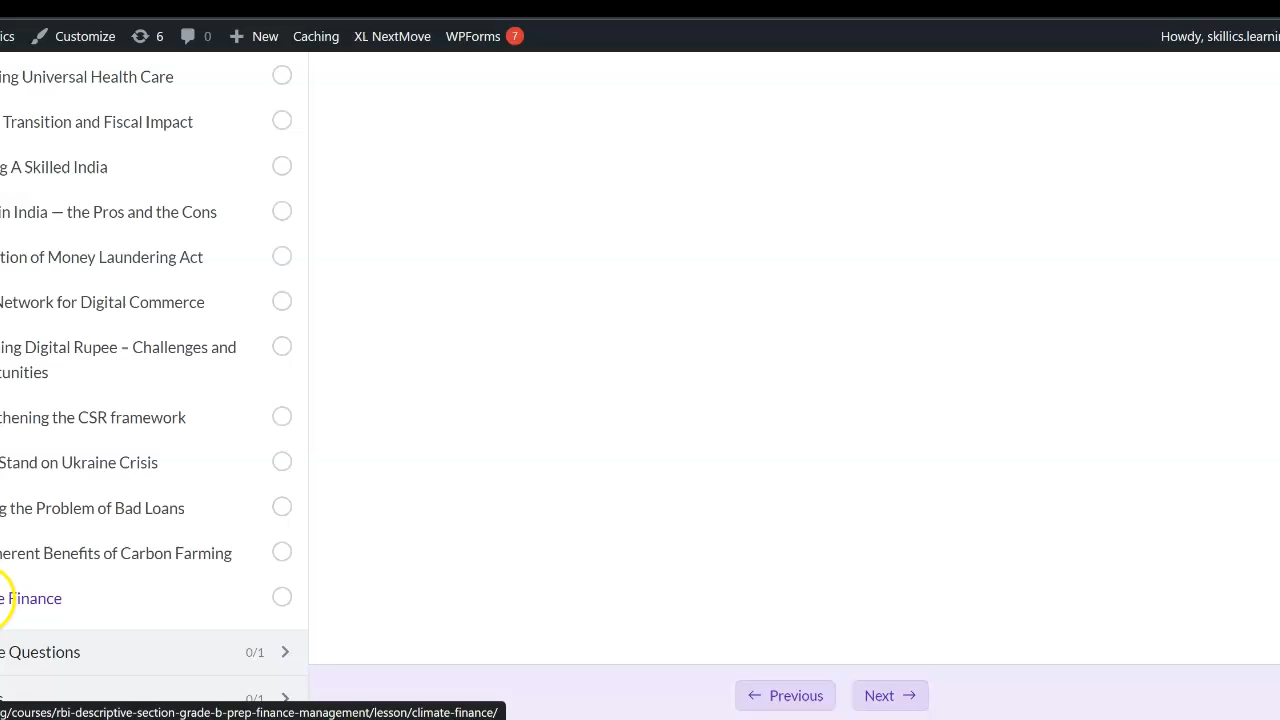 ics Customize 6 0 New Caching XL NextMove WPForms 7 Howdy, skillics.learnin
ing Universal Health Care
Transition and Fiscal Impact
g A Skilled India
in India — the Pros and the Cons
tion of Money Laundering Act
Network for Digital Commerce
ing Digital Rupee – Challenges and
tunities
thening the CSR framework
Stand on Ukraine Crisis
g the Problem of Bad Loans
herent Benefits of Carbon Farming
e Finance
e Questions 0/1
s 0/1
← Previous Next →
g/courses/rbi-descriptive-section-grade-b-prep-finance-management/lesson/climate-finance/